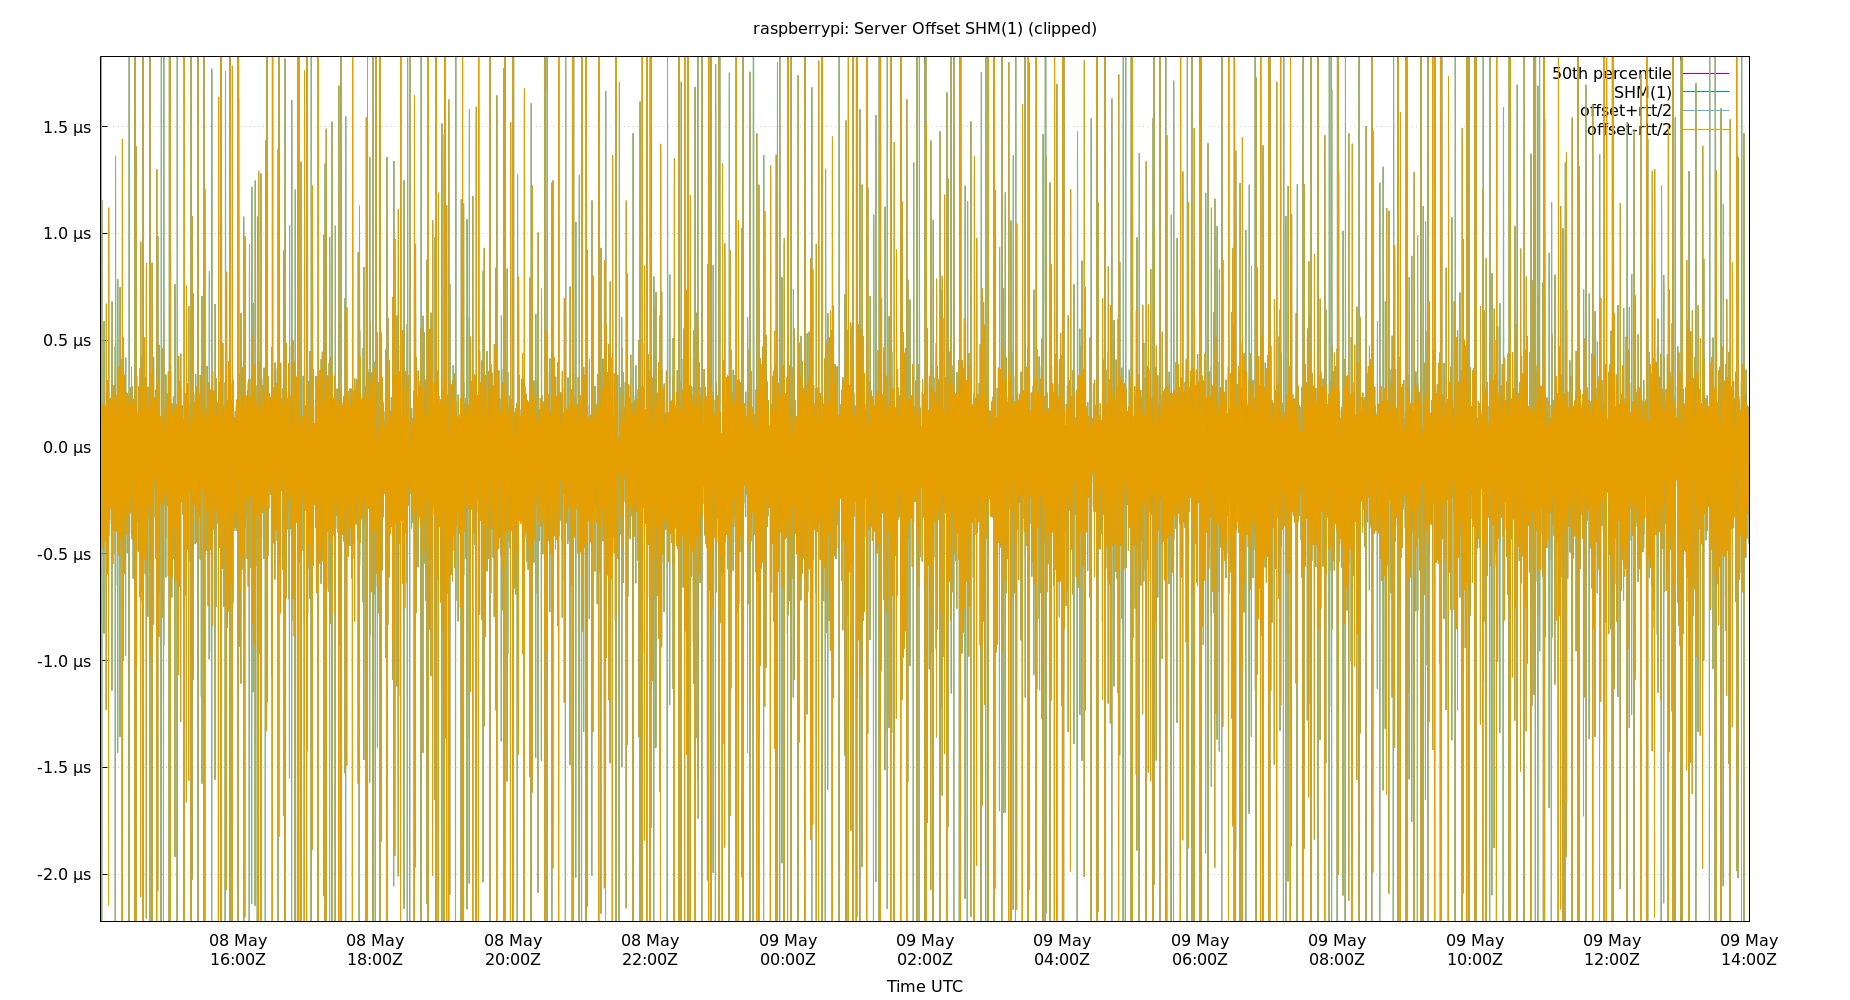 raspberrypi: Server Offset SHM(1) (clipped)
50th percentile
SHM(1)
offset+rtt/2
offset-rtt/2
1.5 µs
1.0 µs
0.5 µs
0.0 µs
-0.5 µs
-1.0 µs
-1.5 µs
-2.0 µs
08 May 08 May 08 May 08 May 09 May 09 May 09 May 09 May 09 May 09 May 09 May 09 May
16:00Z 18:00Z 20:00Z 22:00Z 00:00Z 02:00Z 04:00Z 06:00Z 08:00Z 10:00Z 12:00Z 14:00Z
Time UTC